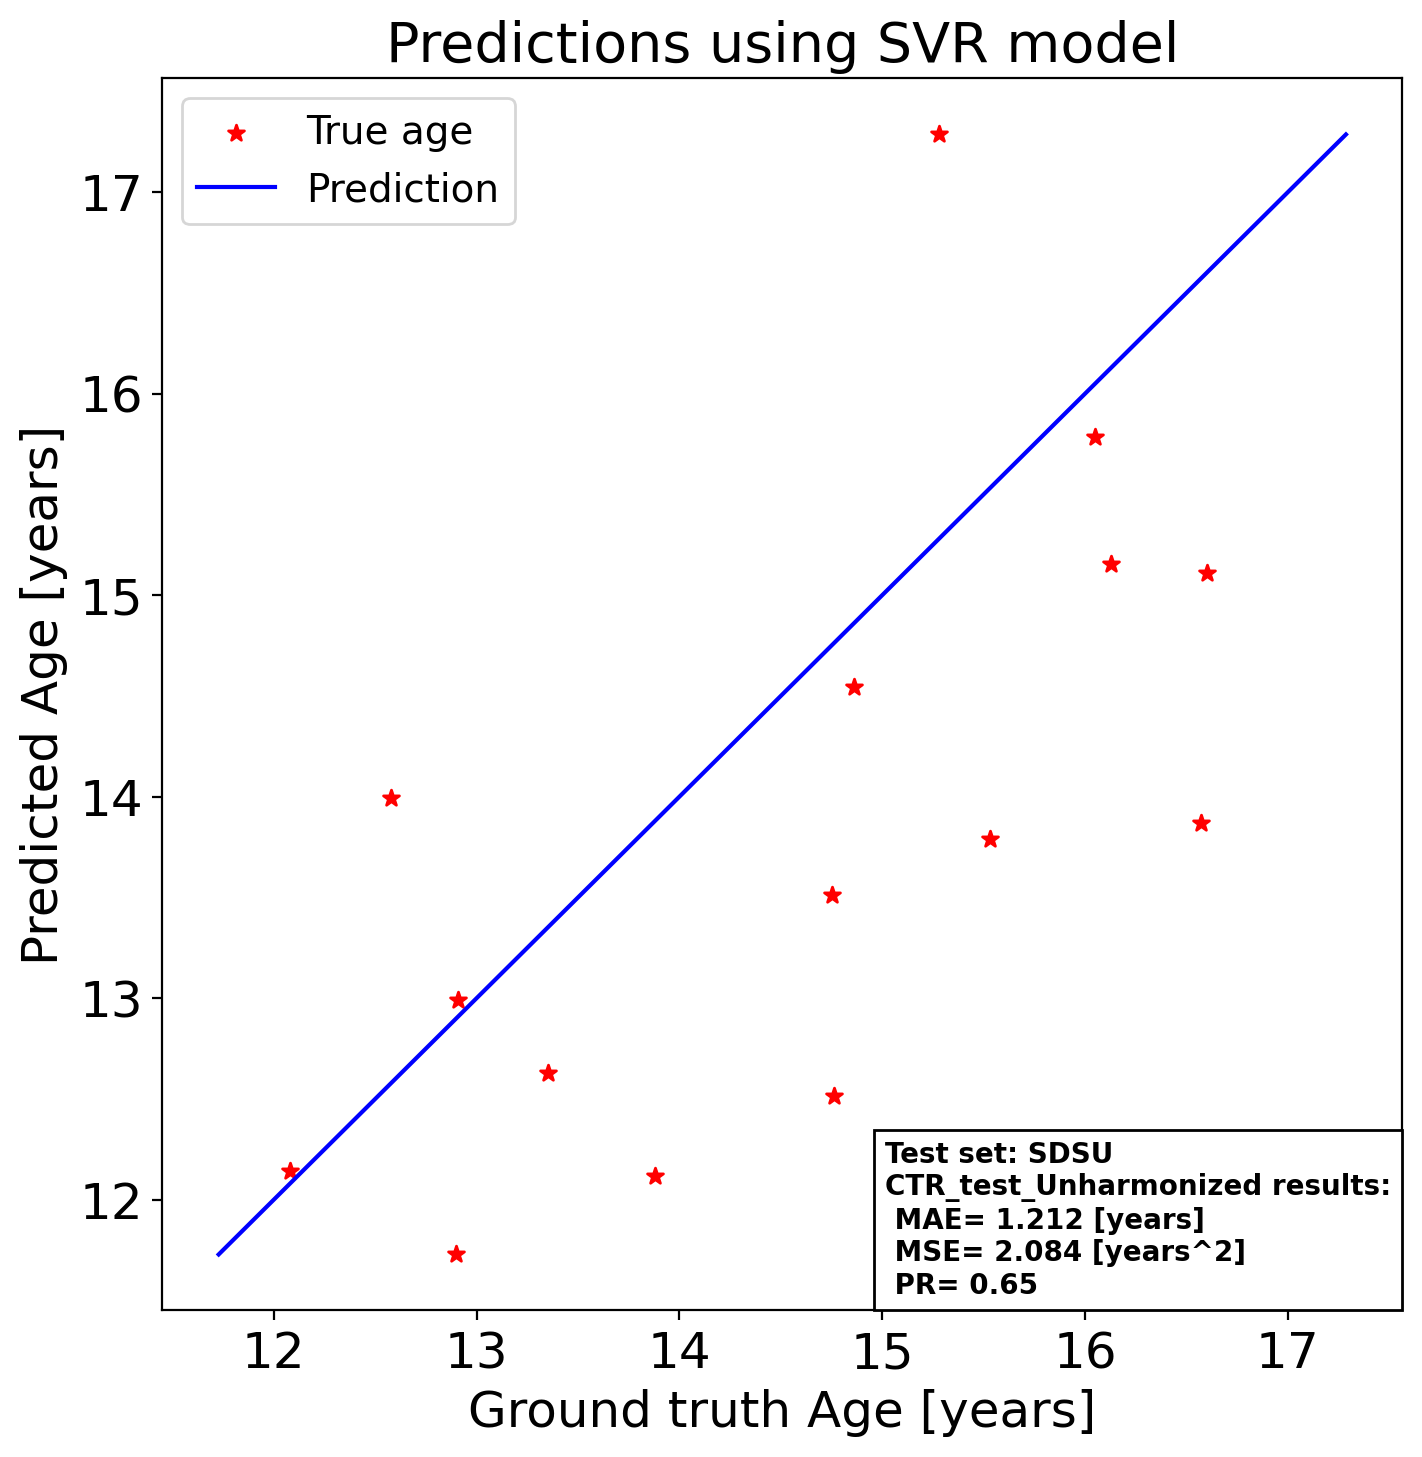 Predictions using SVR model
True age
Prediction
Predicted Age [years]
17
16
15
14
13
12
Test set: SDSU
CTR_test_Unharmonized results:
MAE= 1.212 [years]
MSE= 2.084 [years^2]
PR= 0.65
12 13 14 15 16 17
Ground truth Age [years]